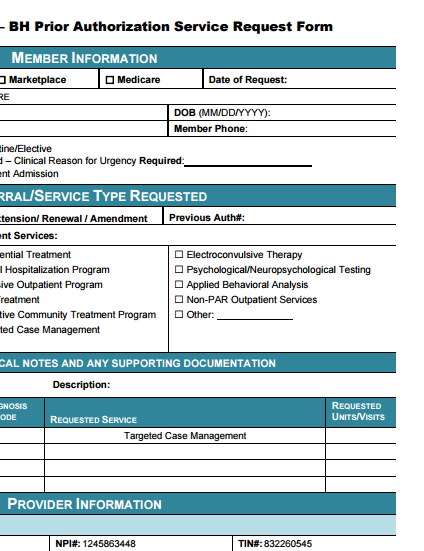 – BH Prior Authorization Service Request Form
MEMBER INFORMATION
☐ Marketplace ☐ Medicare Date of Request:
RE
DOB (MM/DD/YYYY):
Member Phone:
tine/Elective
d – Clinical Reason for Urgency Required:
ent Admission
RRAL/SERVICE TYPE REQUESTED
xtension/ Renewal / Amendment Previous Auth#:
ent Services:
ential Treatment ☐ Electroconvulsive Therapy
l Hospitalization Program ☐ Psychological/Neuropsychological Testing
sive Outpatient Program ☐ Applied Behavioral Analysis
Treatment ☐ Non-PAR Outpatient Services
tive Community Treatment Program ☐ Other:
ted Case Management
CAL NOTES AND ANY SUPPORTING DOCUMENTATION
Description:
GNOSIS ODE REQUESTED SERVICE REQUESTED UNITS/VISITS
Targeted Case Management
PROVIDER INFORMATION
NPI#: 1245863448 TIN#: 832260545